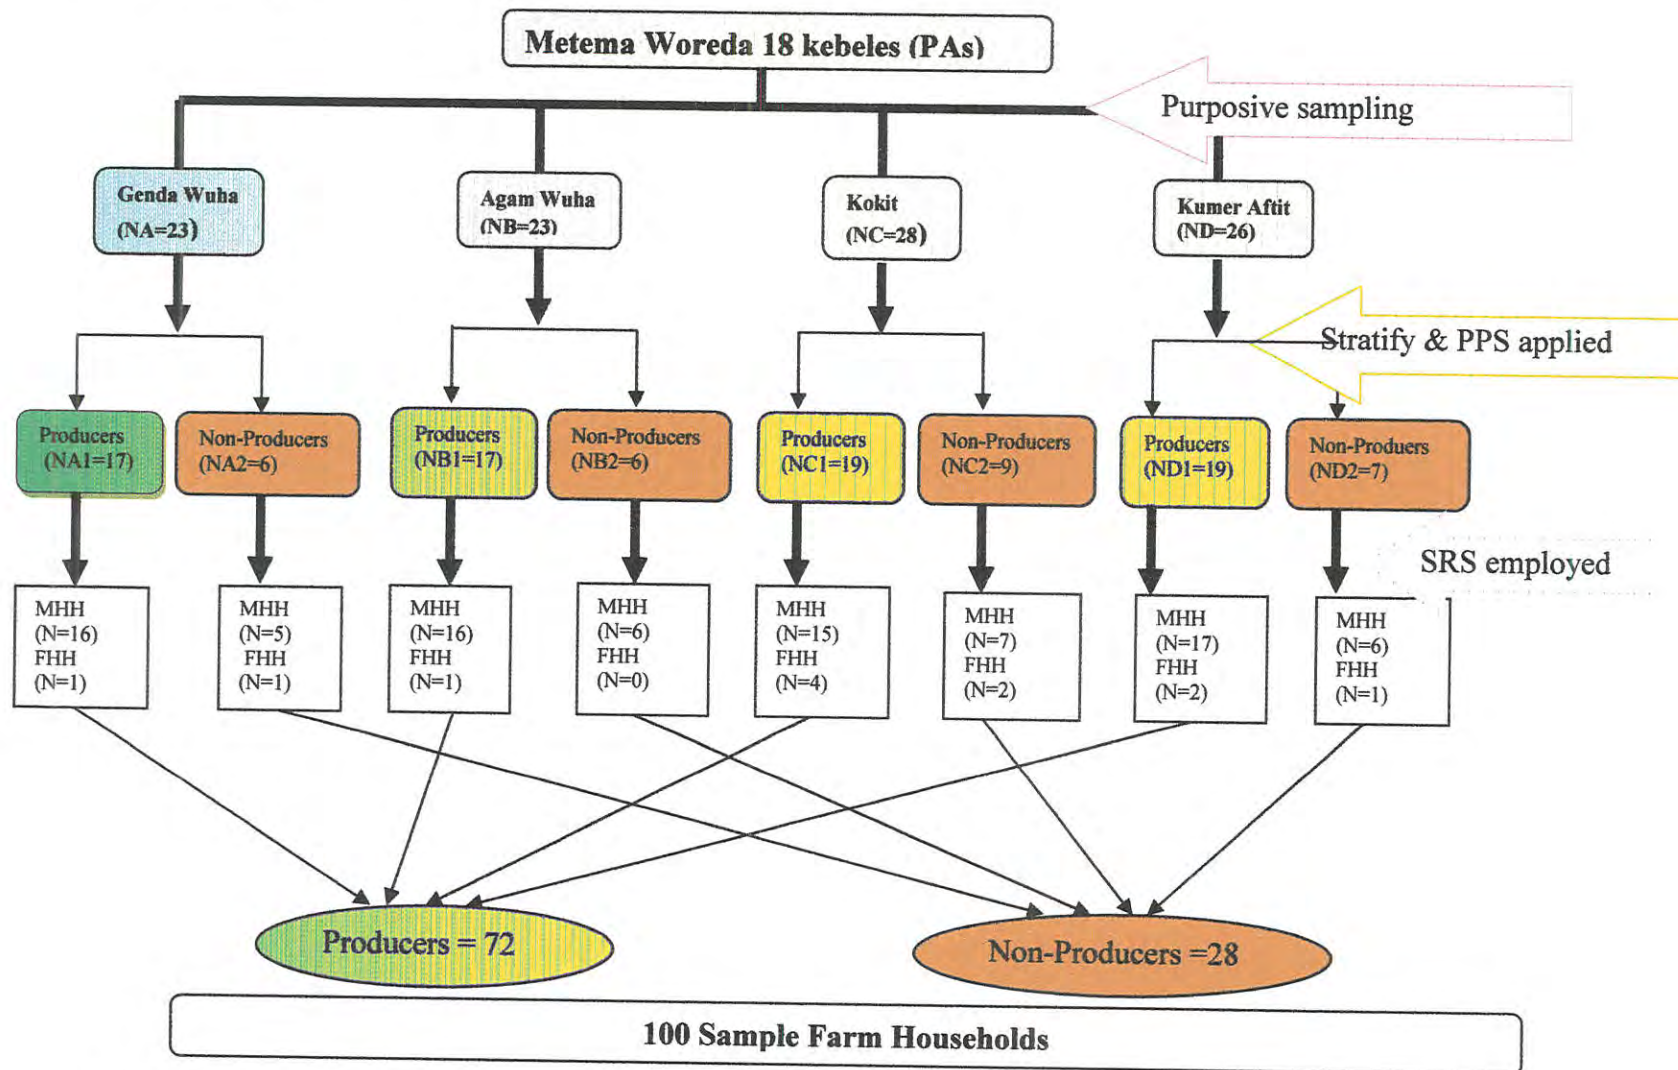 Metema Woreda 18 kebeles (PAs)
Purposive sampling
Genda Wuha
(NA=23)
Agam Wuha
(NB=23)
Kokit
(NC=28)
Kumer Aftit
(ND=26)
Stratify & PPS applied
Producers
(NA1=17)
Non-Producers
(NA2=6)
Producers
(NB1=17)
Non-Producers
(NB2=6)
Producers
(NC1=19)
Non-Producers
(NC2=9)
Producers
(ND1=19)
Non-Producers
(ND2=7)
SRS employed
MHH
(N=16)
FHH
(N=1)
MHH
(N=5)
FHH
(N=1)
MHH
(N=16)
FHH
(N=1)
MHH
(N=6)
FHH
(N=0)
MHH
(N=15)
FHH
(N=4)
MHH
(N=7)
FHH
(N=2)
MHH
(N=17)
FHH
(N=2)
MHH
(N=6)
FHH
(N=1)
Producers = 72
Non-Producers =28
100 Sample Farm Households